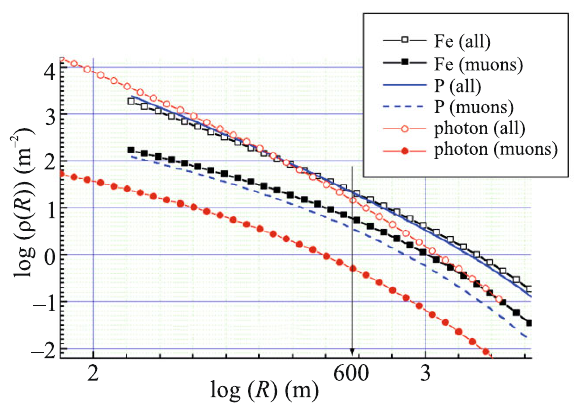 Fe (all)
Fe (muons)
P (all)
P (muons)
photon (all)
photon (muons)
log (ρ(R)) (m⁻²)
4
3
2
1
0
−1
−2
2
600
3
log (R) (m)